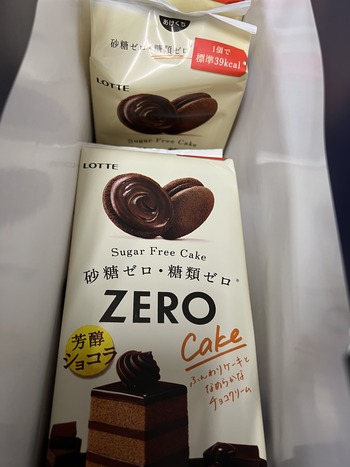 あけくち
砂糖ゼロ・糖類ゼロ※
1個で
標準39kcal
LOTTE
Sugar Free Cake
LOTTE
Sugar Free Cake
砂糖ゼロ・糖類ゼロ※
ZERO
Cake
芳醇
ショコラ
ふんわりケーキと
なめらかな
チョコクリーム